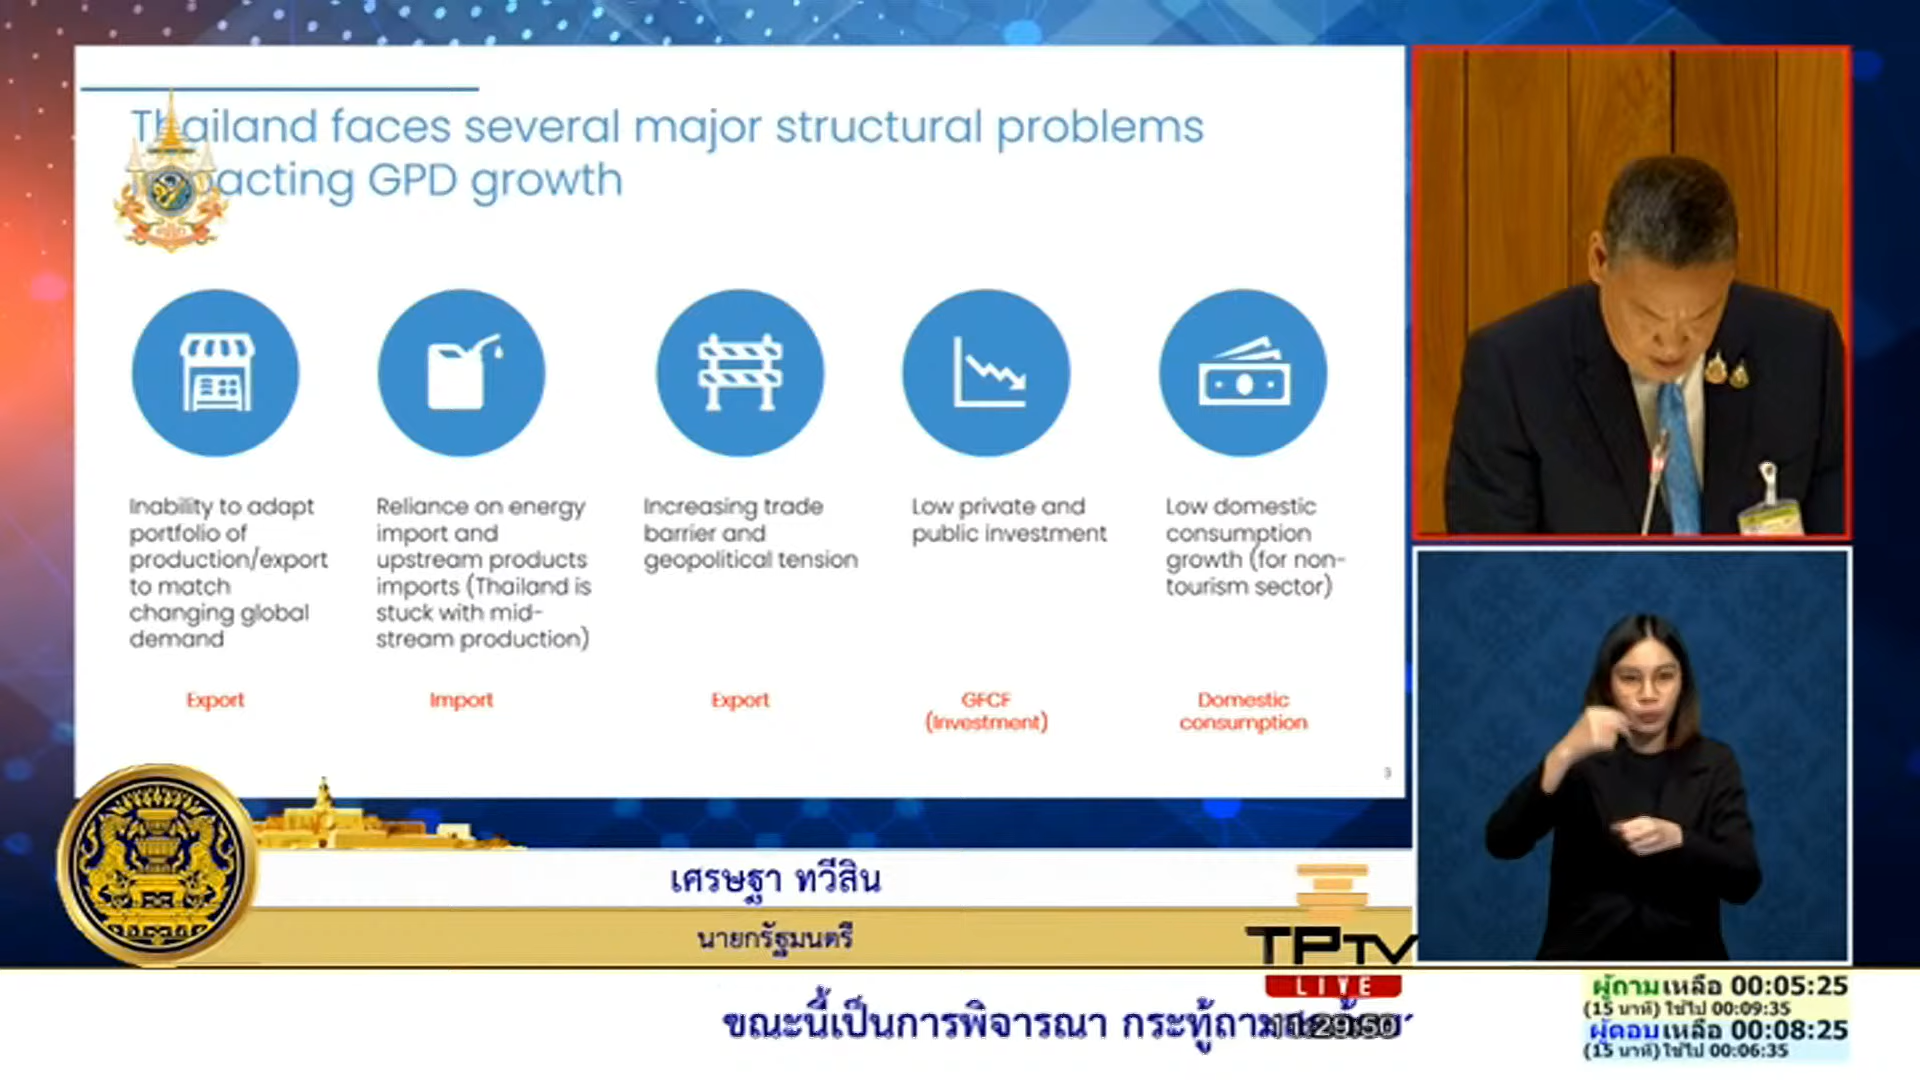 Thailand faces several major structural problems
impacting GPD growth
Inability to adapt
portfolio of
production/export
to match
changing global
demand
Export
Reliance on energy
import and
upstream products
imports (Thailand is
stuck with mid-
stream production)
Import
Increasing trade
barrier and
geopolitical tension
Export
Low private and
public investment
GFCF
(Investment)
Low domestic
consumption
growth (for non-
tourism sector)
Domestic
consumption
3
เศรษฐา ทวีสิน
นายกรัฐมนตรี
TPTV
LIVE
ขณะนี้เป็นการพิจารณา กระทู้ถาม
11:29:50
ผู้ถามเหลือ 00:05:25
(15 นาที) ใช้ไป 00:09:35
ผู้ตอบเหลือ 00:08:25
(15 นาที) ใช้ไป 00:06:35